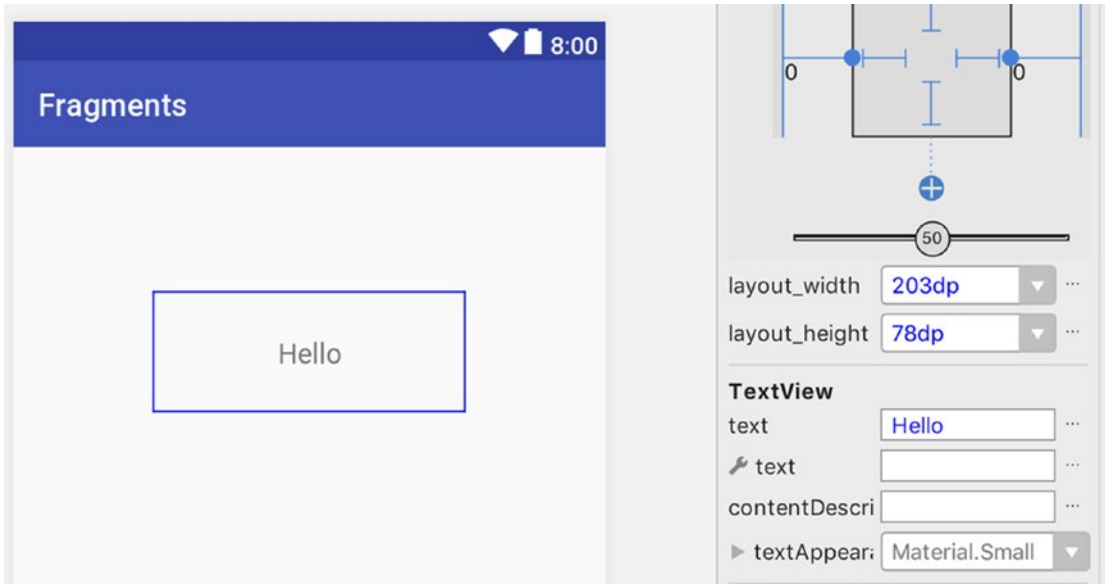 8:00
Fragments
Hello
0 0
50
layout_width 203dp ...
layout_height 78dp ...
TextView
text Hello ...
text ...
contentDescri ...
textAppeara Material.Small